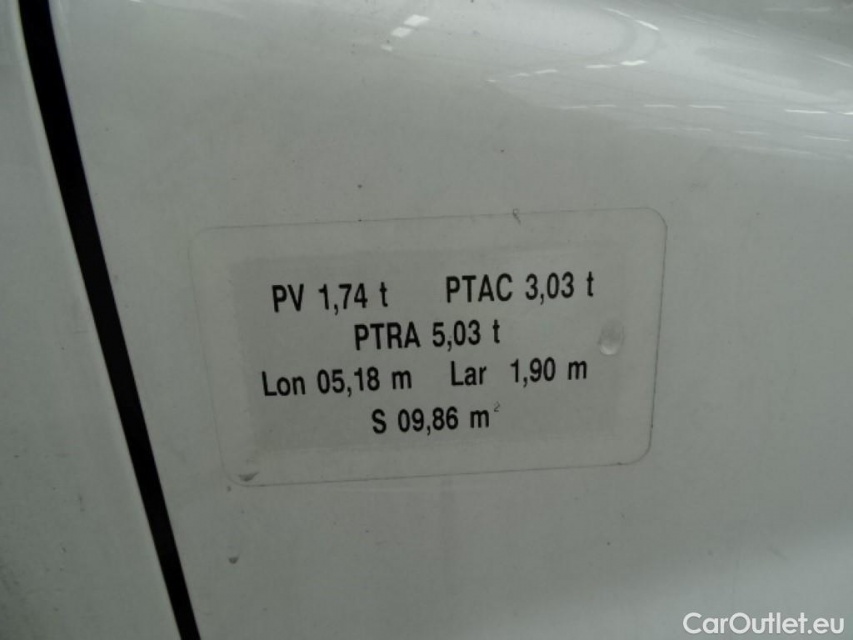 PV 1,74 t PTAC 3,03 t
PTRA 5,03 t
Lon 05,18 m Lar 1,90 m
S 09,86 m²
CarOutlet.eu